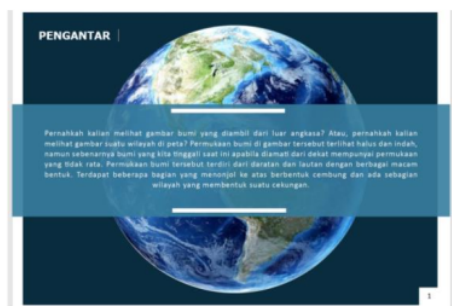 PENGANTAR
Pernahkah kalian melihat gambar bumi yang diambil dari luar angkasa? Atau, pernahkah kalian
melihat gambar suatu wilayah di peta? Permukaan bumi di gambar tersebut terlihat halus dan indah,
namun sebenarnya bumi yang kita tinggali saat ini apabila diamati dari dekat mempunyai permukaan
yang tidak rata. Permukaan bumi tersebut terdiri dari daratan dan lautan dengan berbagai macam
bentuk. Terdapat beberapa bagian yang menonjol ke atas berbentuk cembung dan ada sebagian
wilayah yang membentuk suatu cekungan.
1